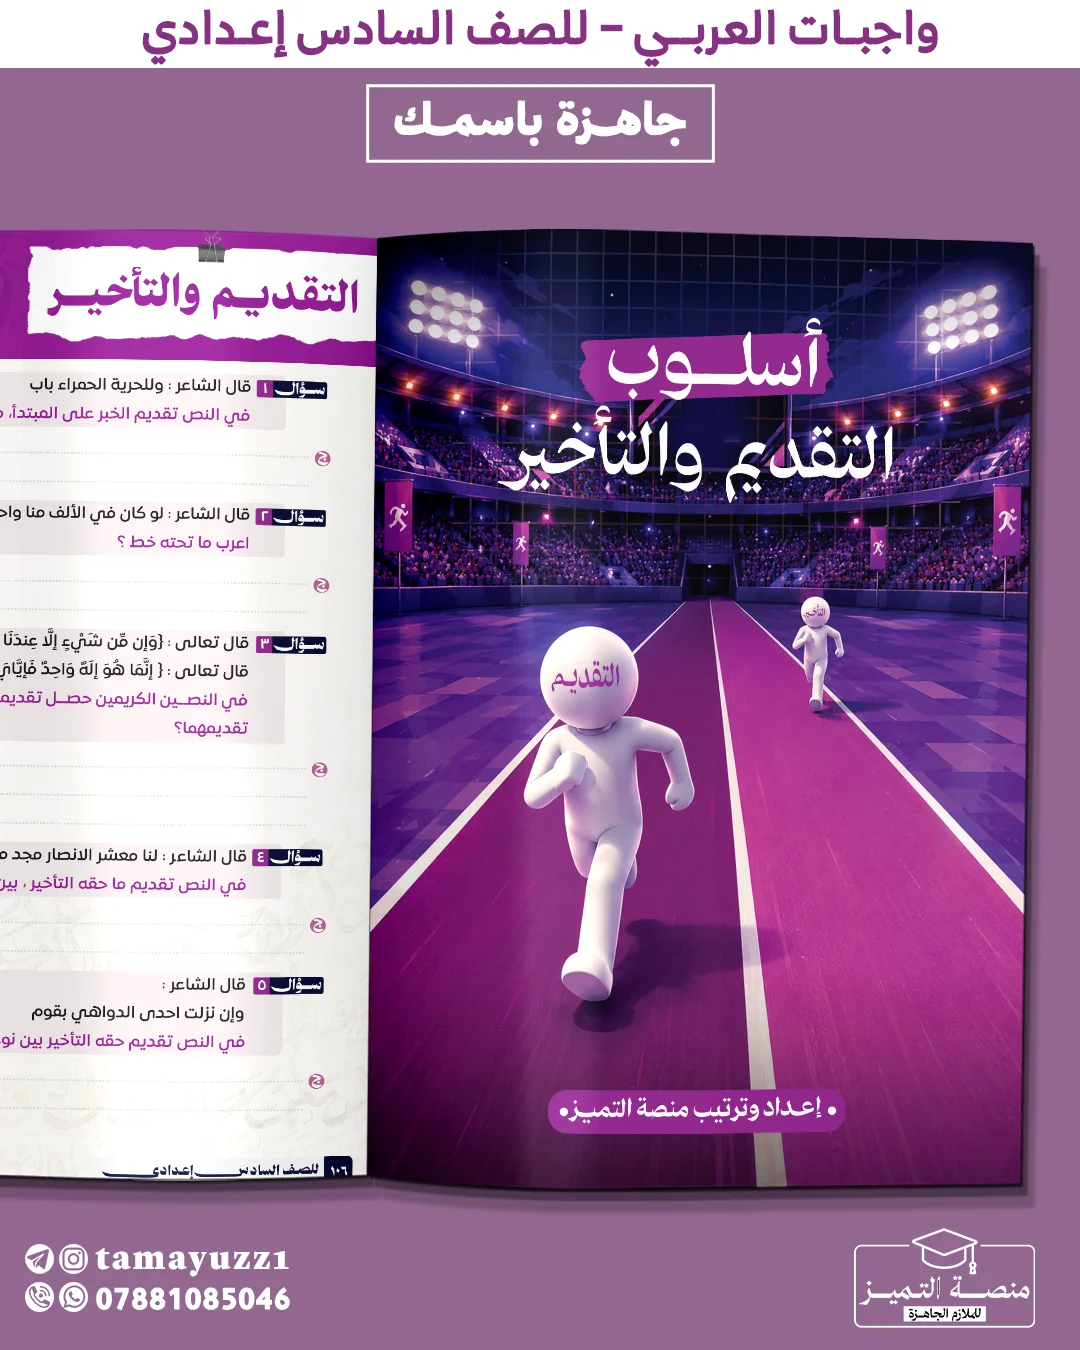 واجبات العربي - للصف السادس إعدادي
جاهزة باسمك
أسلوب
التقديم والتأخير
التأخير
التقديم
• إعداد وترتيب منصة التميز •
التقديم والتأخير
سؤال ١ قال الشاعر : وللحرية الحمراء باب
في النص تقديم الخبر على المبتدأ،
ج
سؤال ٢ قال الشاعر : لو كان في الألف منا
اعرب ما تحته خط ؟
ج
سؤال ٣ قال تعالى : {وَإِن مِّن شَيْءٍ إِلَّا عِندَنَا
قال تعالى : { إِنَّمَا هُوَ إِلَهٌ وَاحِدٌ
في النصين الكريمين حصل
تقديمهما؟
ج
سؤال ٤ قال الشاعر : لنا معشر الانصار مجد
في النص تقديم ما حقه التأخير ،
ج
سؤال ٥ قال الشاعر :
وإن نزلت احدى الدواهي بقوم
في النص تقديم حقه التأخير بين
ج
١٠٦ للصف السادس إعدادي
tamayuzz1
07881085046
منصة التميز
للملازم الجاهزة